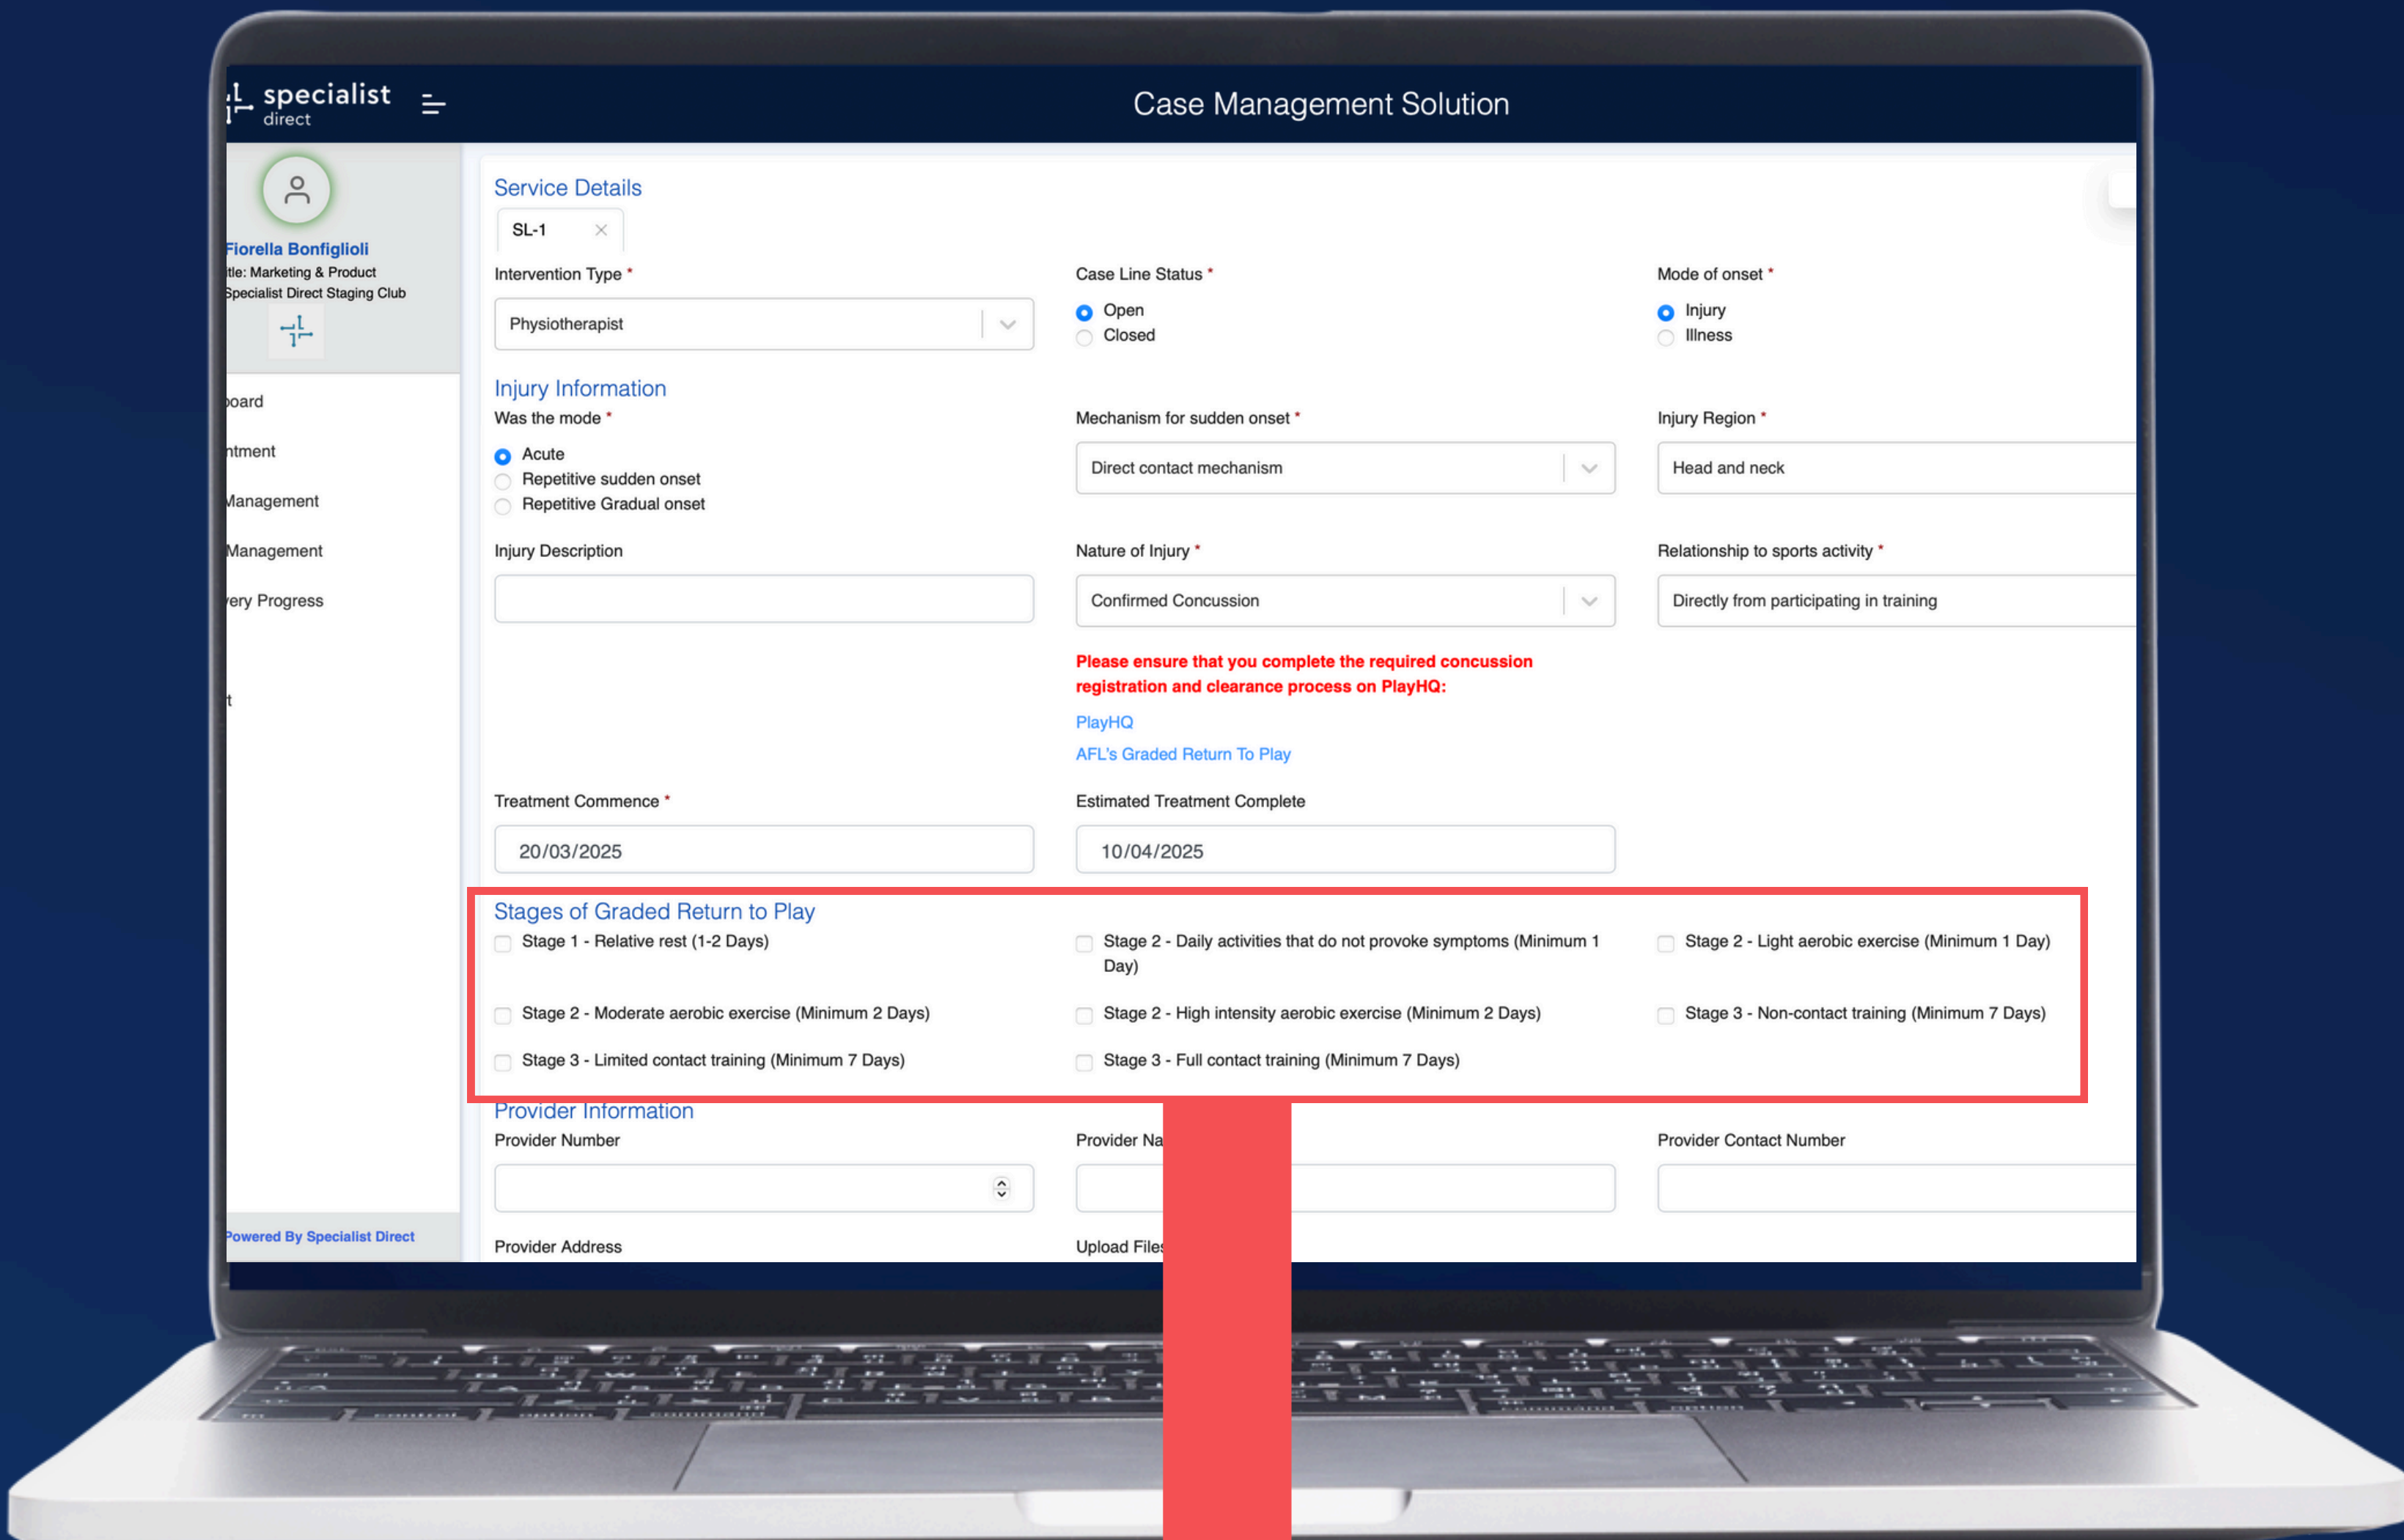 specialist
direct
Case Management Solution
Fiorella Bonfiglioli
Title: Marketing & Product
Specialist Direct Staging Club
Management
Management
Progress
Powered By Specialist Direct
Service Details
SL-1
Intervention Type *
Case Line Status *
Mode of onset *
Physiotherapist
Open
Closed
Injury
Illness
Injury Information
Was the mode *
Mechanism for sudden onset *
Injury Region *
Acute
Repetitive sudden onset
Repetitive Gradual onset
Direct contact mechanism
Head and neck
Injury Description
Nature of Injury *
Relationship to sports activity *
Confirmed Concussion
Directly from participating in training
Please ensure that you complete the required concussion
registration and clearance process on PlayHQ:
PlayHQ
AFL's Graded Return To Play
Treatment Commence *
Estimated Treatment Complete
20/03/2025
10/04/2025
Stages of Graded Return to Play
Stage 1 - Relative rest (1-2 Days)
Stage 2 - Daily activities that do not provoke symptoms (Minimum 1
Day)
Stage 2 - Light aerobic exercise (Minimum 1 Day)
Stage 2 - Moderate aerobic exercise (Minimum 2 Days)
Stage 2 - High intensity aerobic exercise (Minimum 2 Days)
Stage 3 - Non-contact training (Minimum 7 Days)
Stage 3 - Limited contact training (Minimum 7 Days)
Stage 3 - Full contact training (Minimum 7 Days)
Provider Information
Provider Number
Provider
Provider Contact Number
Provider Address
Upload Files
control
option
command
command
option